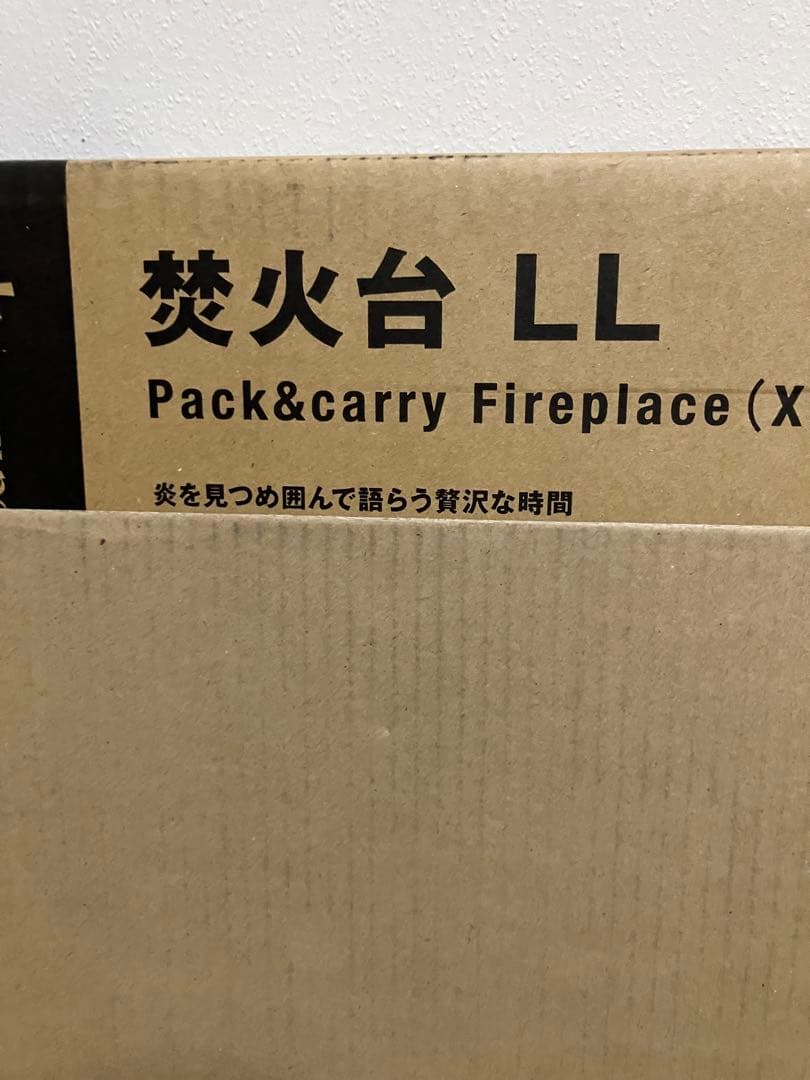 焚火台 LL
Pack&carry Fireplace(X
炎を見つめ囲んで語らう贅沢な時間